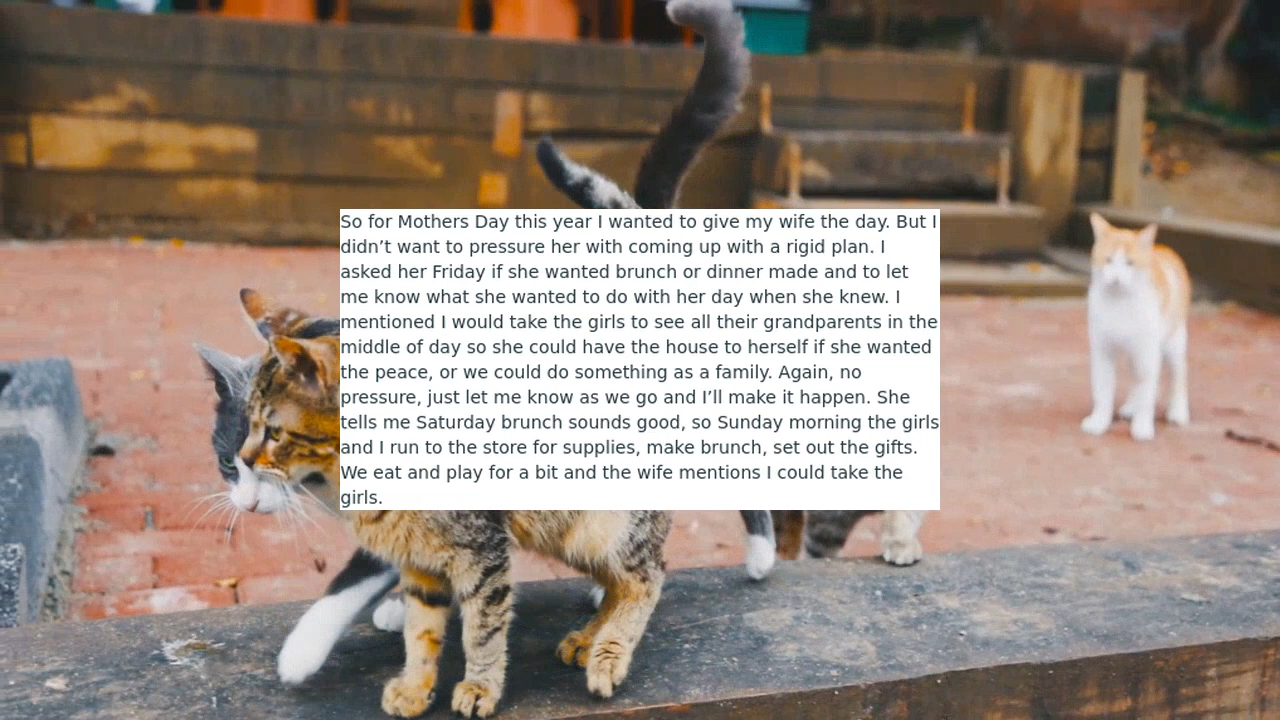 So for Mothers Day this year I wanted to give my wife the day. But I
didn’t want to pressure her with coming up with a rigid plan. I
asked her Friday if she wanted brunch or dinner made and to let
me know what she wanted to do with her day when she knew. I
mentioned I would take the girls to see all their grandparents in the
middle of day so she could have the house to herself if she wanted
the peace, or we could do something as a family. Again, no
pressure, just let me know as we go and I’ll make it happen. She
tells me Saturday brunch sounds good, so Sunday morning the girls
and I run to the store for supplies, make brunch, set out the gifts.
We eat and play for a bit and the wife mentions I could take the
girls.